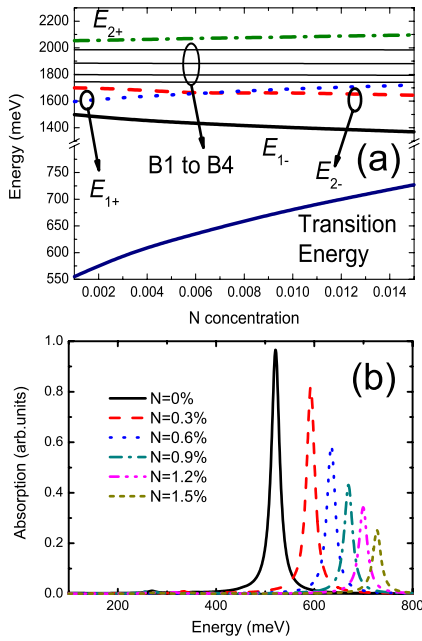 E2+
2200
2000
1800
1600
1400
750
700
650
600
550
Energy (meV)
B1 to B4
E1-
(a)
E1+
E2-
Transition
Energy
0.002 0.004 0.006 0.008 0.010 0.012 0.014
N concentration
(b)
1.0
0.8
0.6
0.4
0.2
0.0
Absorption (arb.units)
N=0%
N=0.3%
N=0.6%
N=0.9%
N=1.2%
N=1.5%
200 400 600 800
Energy (meV)